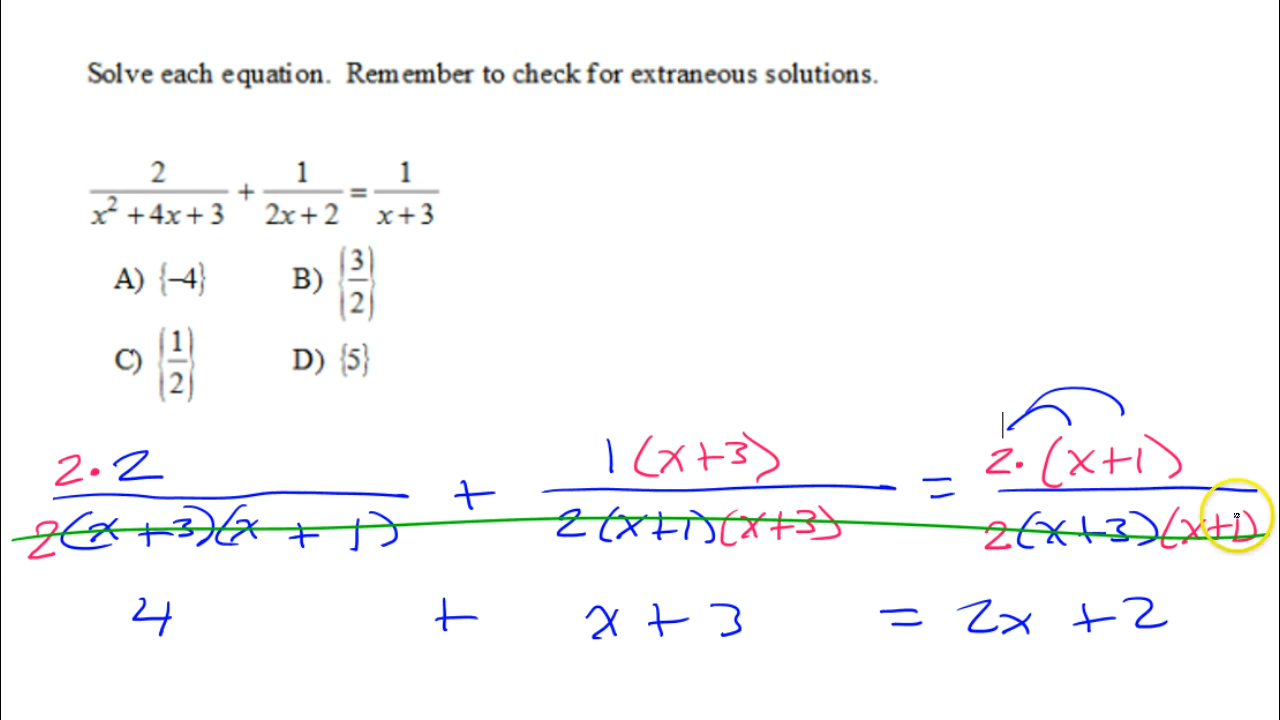 Solve each equation. Remember to check for extraneous solutions.
2/(x² + 4x + 3) + 1/(2x + 2) = 1/(x + 3)
A) {–4} B) {3/2}
C) {1/2} D) {5}
2 • 2 / 2(x + 3)(x + 1) + 1(x + 3) / 2(x + 1)(x + 3) = 2 • (x + 1) / 2(x + 3)(x + 1)
4 + x + 3 = 2x + 2